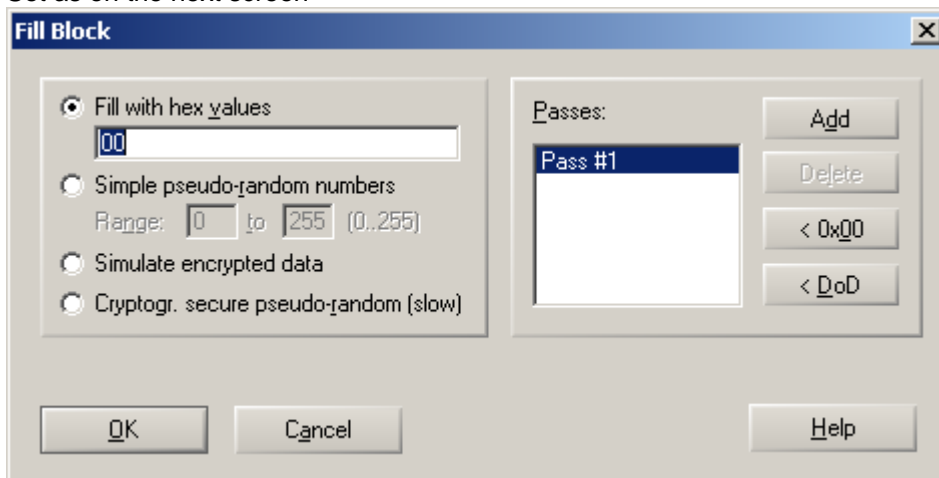 Set as on the next screen
Fill Block
Fill with hex values
00
Simple pseudo-random numbers
Range: 0 to 255 (0..255)
Simulate encrypted data
Cryptogr. secure pseudo-random (slow)
Passes:
Pass #1
Add
Delete
< 0x00
< DoD
OK
Cancel
Help